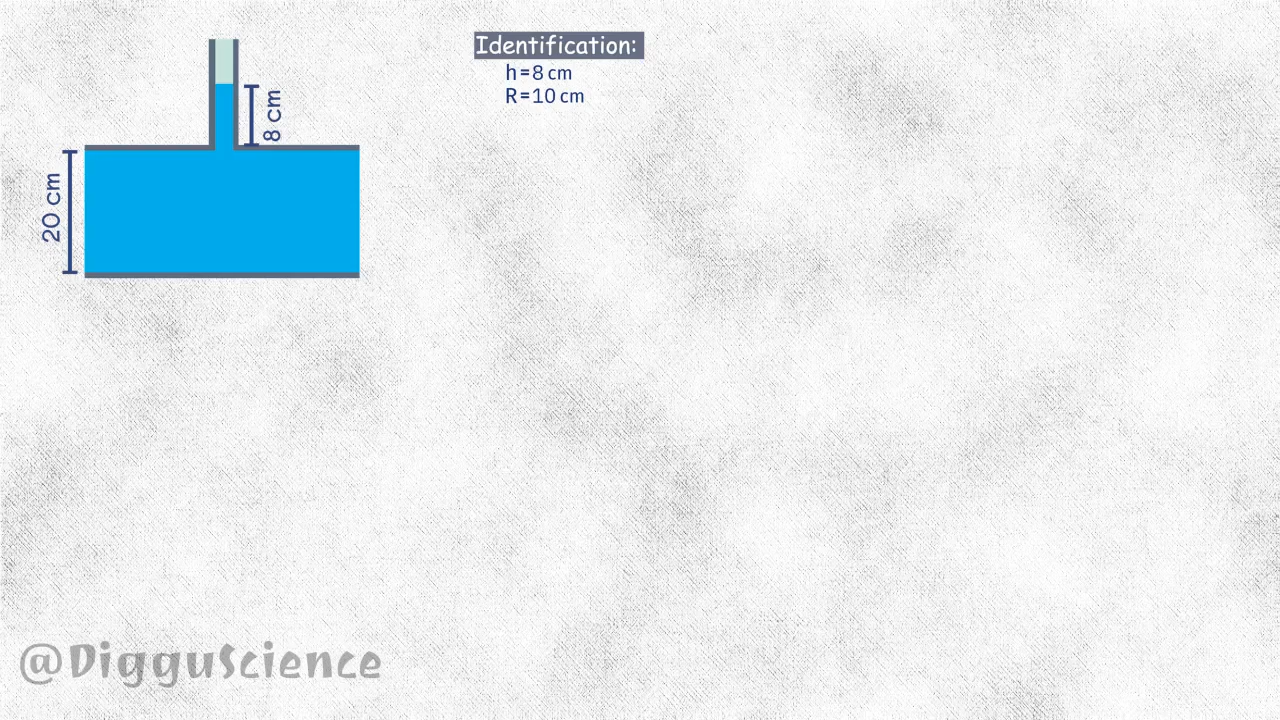 Identification:
h=8 cm
R=10 cm
8 cm
20 cm
@DigguScience